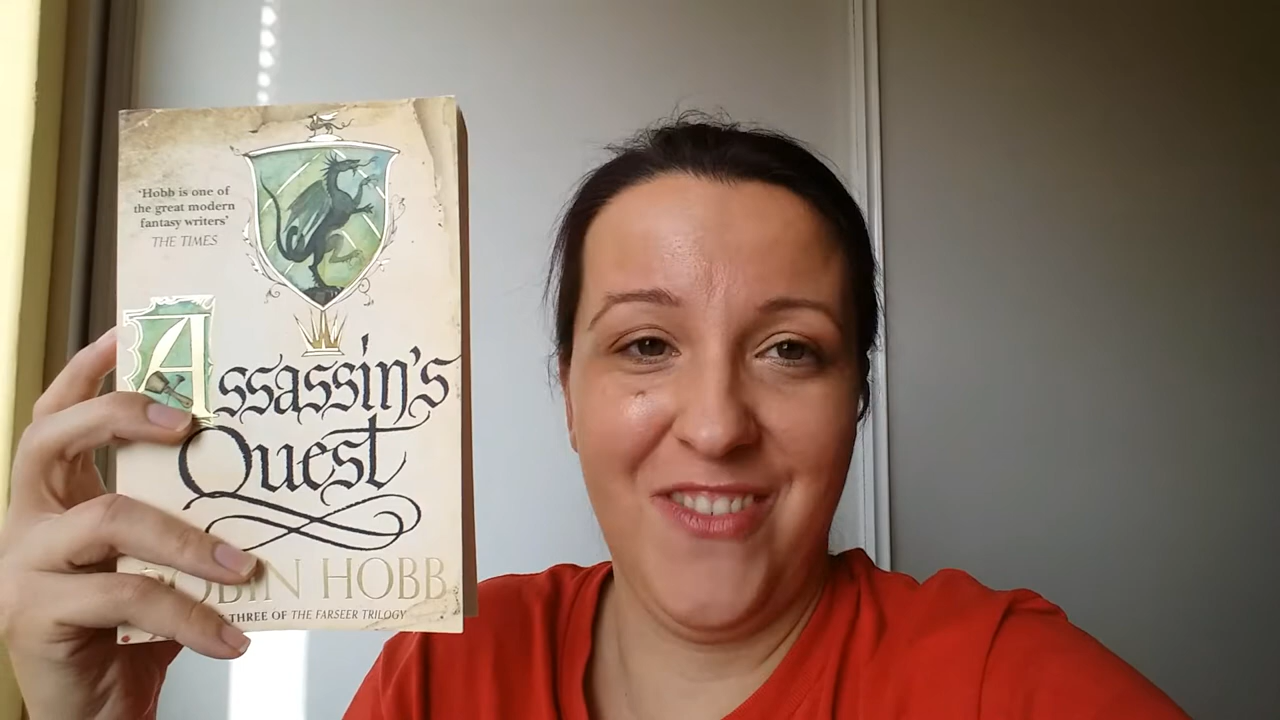 'Hobb is one of
the great modern
fantasy writers'
THE TIMES
Assassin's
Quest
ROBIN HOBB
THREE OF THE FARSEER TRILOGY